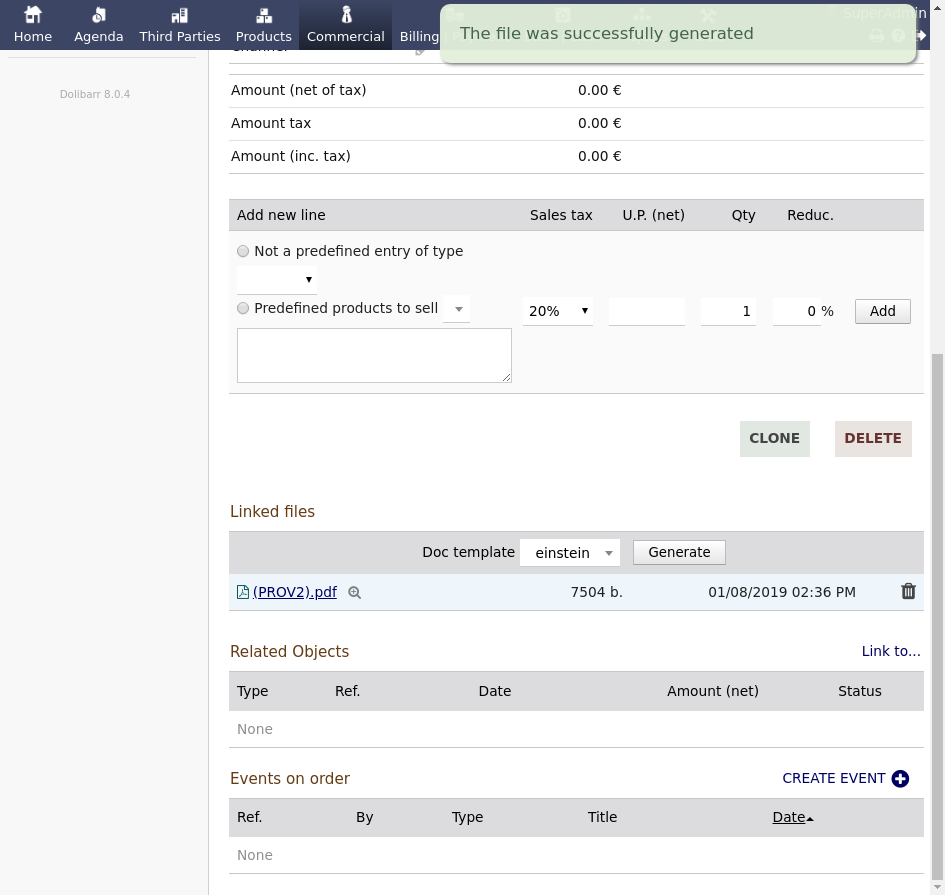 Home Agenda Third Parties Products Commercial Billing
SuperAdmin
The file was successfully generated
Channel
Dolibarr 8.0.4
Amount (net of tax) 0.00 €
Amount tax 0.00 €
Amount (inc. tax) 0.00 €
Add new line Sales tax U.P. (net) Qty Reduc.
Not a predefined entry of type
Predefined products to sell 20% 1 0 % Add
CLONE DELETE
Linked files
Doc template einstein Generate
(PROV2).pdf 7504 b. 01/08/2019 02:36 PM
Related Objects Link to...
Type Ref. Date Amount (net) Status
None
Events on order CREATE EVENT
Ref. By Type Title Date
None